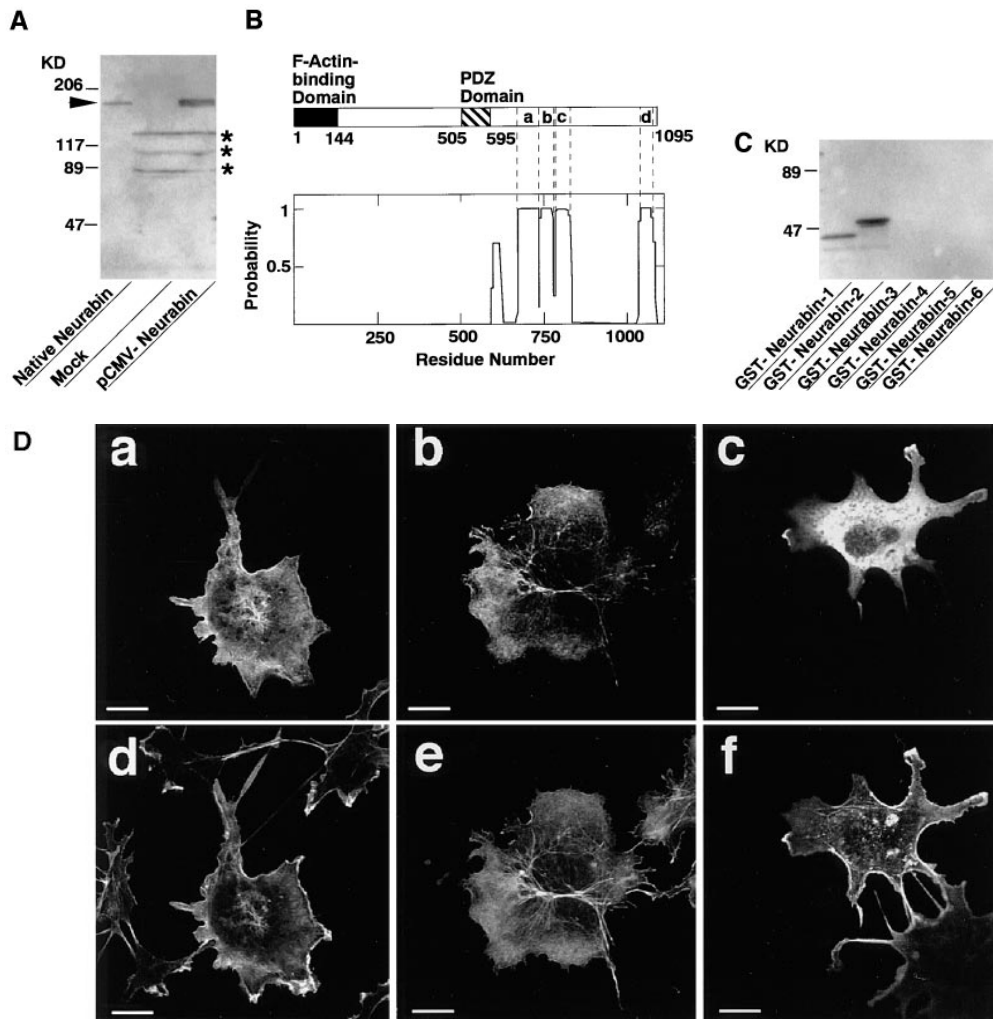 A
KD
206
117
89
47
*
*
*
Native Neurabin
Mock
pCMV- Neurabin
B
F-Actin-
binding
Domain
PDZ
Domain
a b c d
1 144 505 595 1095
Probability
1
0.5
250 500 750 1000
Residue Number
C
KD
89
47
GST- Neurabin-1
GST- Neurabin-2
GST- Neurabin-3
GST- Neurabin-4
GST- Neurabin-5
GST- Neurabin-6
D
a
b
c
d
e
f